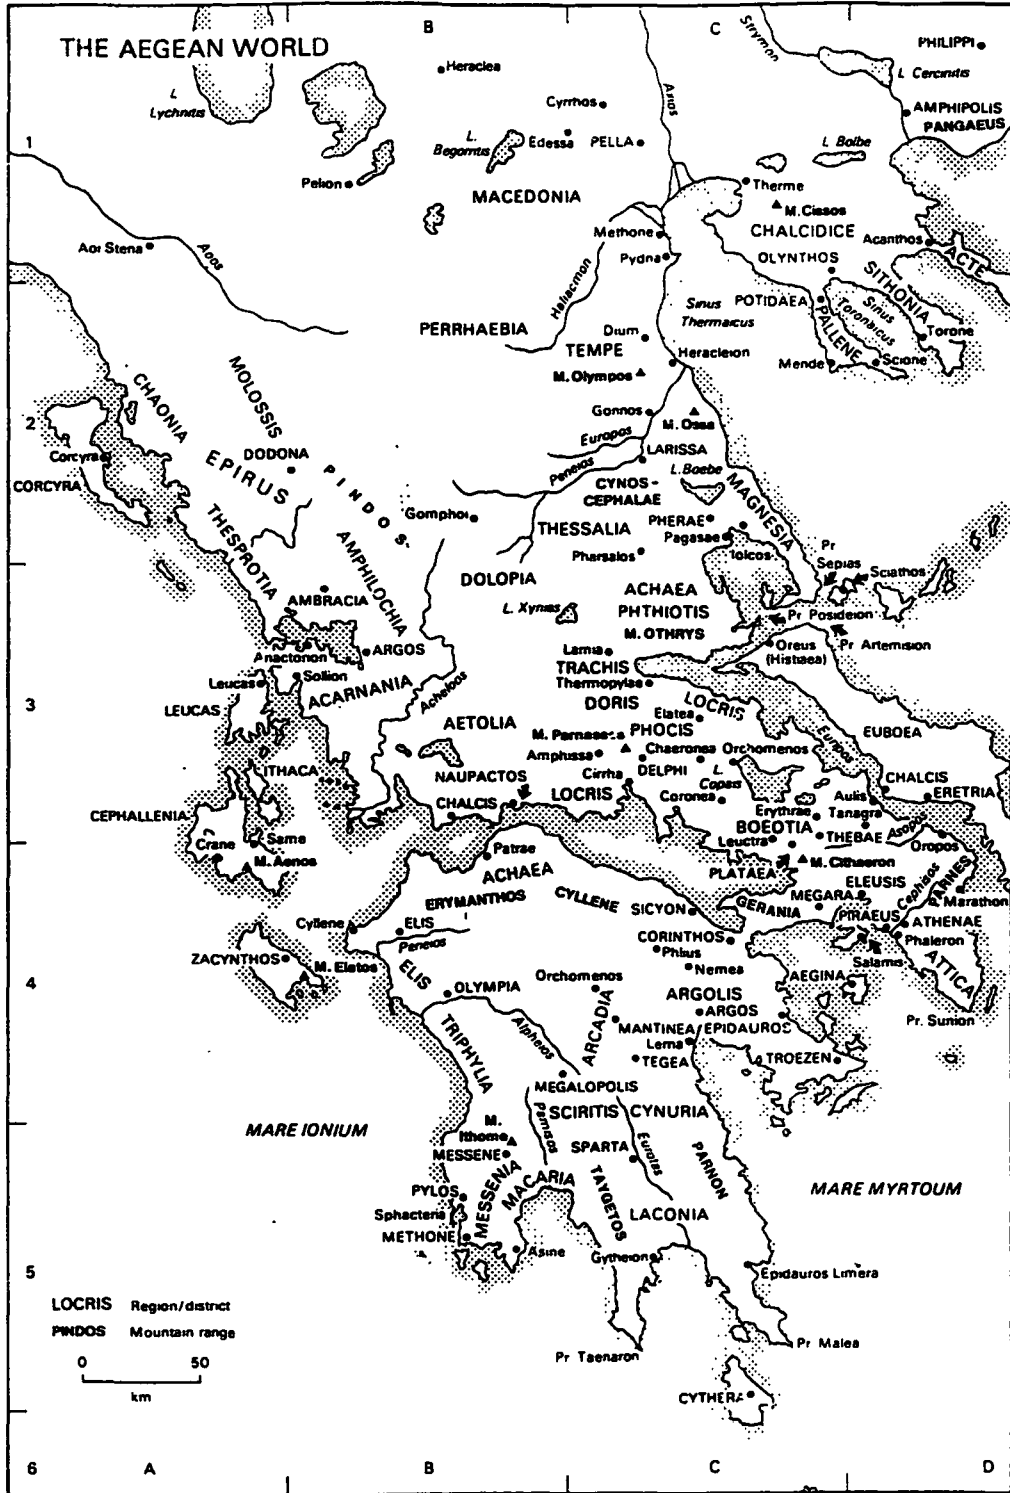 THE AEGEAN WORLD
B
C
Strymon
PHILIPPI
Heraclea
L. Cercinitis
L. Lychnitis
Cyrrhos
Axios
AMPHIPOLIS
PANGAEUS
1
L. Begorritis
Edessa
PELLA
L Bolbe
Pelion
MACEDONIA
Therme
M. Cissos
CHALCIDICE
Aoi Stena
Aoos
Methone
Acanthos
ACTE
Pydna
OLYNTHOS
SITHONIA
Haliacmon
Sinus Thermaicus
POTIDAEA
Sinus Toronaicus
PALLENE
PERRHAEBIA
Dium
Torone
TEMPE
Heracleion
Mende
Scione
M. Olympos
MOLOSSIS
CHAONIA
2
Gonnos
M. Ossa
EPIRUS
Europos
Corcyra
DODONA
PINDOS
Peneios
LARISSA
CORCYRA
L. Boebe
CYNOS-
CEPHALAE
MAGNESIA
THESPROTIA
Gomphoi
THESSALIA
PHERAE
Pagasae
Iolcos
AMPHILOCHIA
Pharsalos
Pr Sepias
Sciathos
DOLOPIA
ACHAEA
PHTHIOTIS
AMBRACIA
L. Xynias
Pr Posideion
M. OTHRYS
Pr Artemision
Anactorion
ARGOS
Lamia
Oreus
(Histiaea)
Sollion
TRACHIS
Leucas
ACARNANIA
Thermopylae
3
LEUCAS
Acheloos
DORIS
LOCRIS
AETOLIA
Elatea
Euripos
EUBOEA
M. Parnassos
PHOCIS
Amphissa
Chaeronea
Orchomenos
ITHACA
NAUPACTOS
Cirrha
DELPHI
L. Copais
CHALCIS
CEPHALLENIA
CHALCIS
LOCRIS
Coronea
Aulis
ERETRIA
Erythrae
Tanagra
Crane
Same
BOEOTIA
Asopos
Leuctra
THEBAE
Oropos
M. Aenos
Patrae
PLATAEA
M. Cithaeron
ACHAEA
ELEUSIS
Cephisos
PARNES
ERYMANTHOS
CYLLENE
MEGARA
Marathon
SICYON
GERANIA
Cyllene
ELIS
PIRAEUS
ATHENAE
Peneios
CORINTHOS
Phaleron
ZACYNTHOS
Phlius
Salamis
ATTICA
M. Elatos
ELIS
Nemea
4
Orchomenos
AEGINA
OLYMPIA
ARGOLIS
ARGOS
Pr. Sunion
TRIPHYLIA
Alpheios
ARCADIA
MANTINEA
EPIDAUROS
Lerna
TEGEA
TROEZEN
MEGALOPOLIS
SCIRITIS
CYNURIA
MARE IONIUM
M. Ithome
Pamisos
SPARTA
Eurotas
MESSENE
PARNON
MARE MYRTOUM
PYLOS
MESSENIA
MACARIA
TAYGETOS
Sphacteria
LACONIA
METHONE
Asine
Gytheion
5
Epidauros Limera
LOCRIS Region/district
PINDOS Mountain range
0 50
km
Pr Taenaron
Pr Malea
CYTHERA
6
A
B
C
D